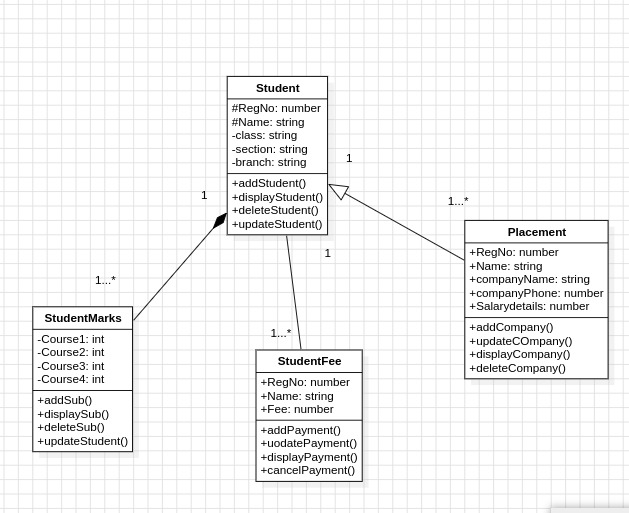 Student
#RegNo: number
#Name: string
-class: string
-section: string
-branch: string
+addStudent()
+displayStudent()
+deleteStudent()
+updateStudent()
1
1
1...*
1
1...*
1...*
Placement
+RegNo: number
+Name: string
+companyName: string
+companyPhone: number
+Salarydetails: number
+addCompany()
+updateCOmpany()
+displayCompany()
+deleteCompany()
StudentMarks
-Course1: int
-Course2: int
-Course3: int
-Course4: int
+addSub()
+displaySub()
+deleteSub()
+updateStudent()
StudentFee
+RegNo: number
+Name: string
+Fee: number
+addPayment()
+uodatePayment()
+displayPayment()
+cancelPayment()